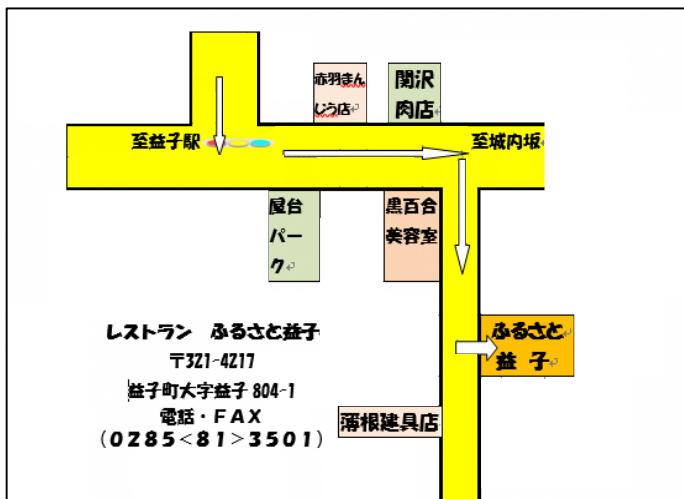 赤羽まん
じう店
関沢
肉店
至益子駅
至城内坂
屋台
パー
ク
黒百合
美容室
レストラン　ふるさと益子
〒321-4217
益子町大字益子 804-1
電話・ＦＡＸ
(０２８５＜８１＞３５０１)
ふるさと
益 子
薄根建具店